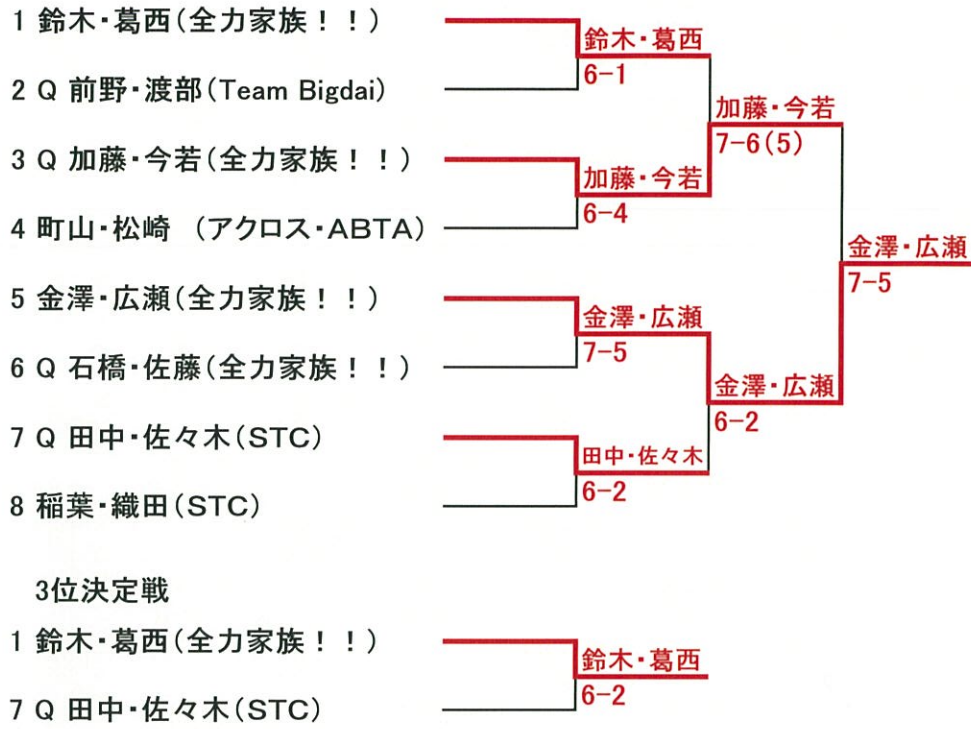 1 鈴木・葛西(全力家族！！)
鈴木・葛西
6-1
2 Q 前野・渡部(Team Bigdai)
加藤・今若
7-6(5)
3 Q 加藤・今若(全力家族！！)
加藤・今若
6-4
4 町山・松崎　(アクロス・ABTA)
金澤・広瀬
7-5
5 金澤・広瀬(全力家族！！)
金澤・広瀬
7-5
6 Q 石橋・佐藤(全力家族！！)
金澤・広瀬
6-2
7 Q 田中・佐々木(STC)
田中・佐々木
6-2
8 稲葉・織田(STC)
3位決定戦
1 鈴木・葛西(全力家族！！)
鈴木・葛西
6-2
7 Q 田中・佐々木(STC)